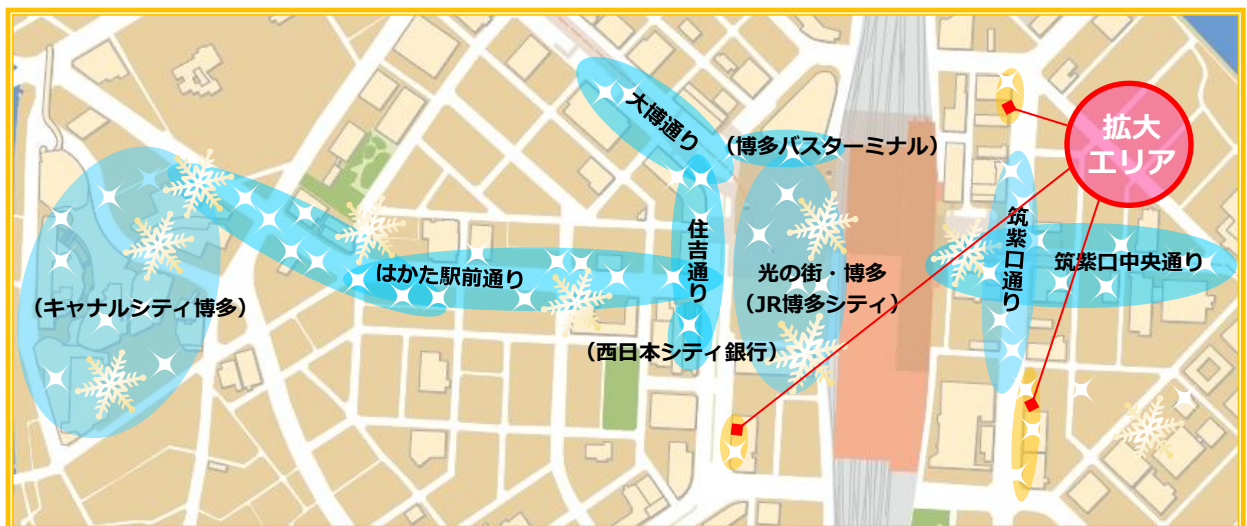 大博通り
(博多バスターミナル)
拡大
エリア
住吉通り
筑紫口通り
筑紫口中央通り
はかた駅前通り
光の街・博多
(JR博多シティ)
(キャナルシティ博多)
(西日本シティ銀行)